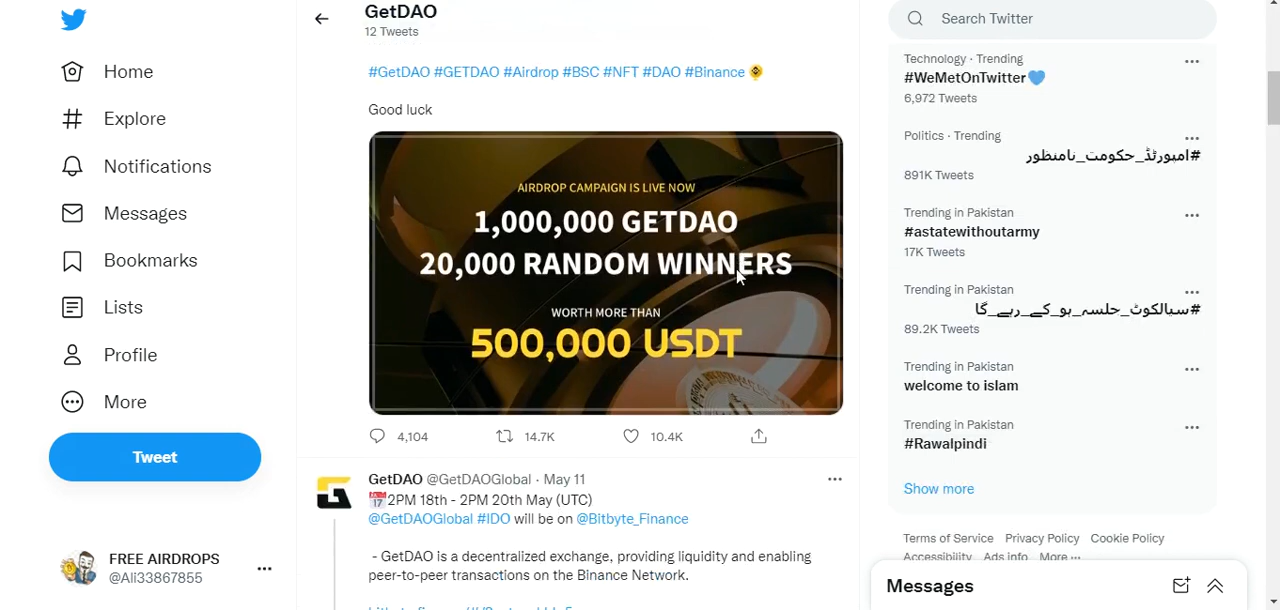 Home
Explore
Notifications
Messages
Bookmarks
Lists
Profile
More
Tweet
FREE AIRDROPS
@Ali33867855
GetDAO
12 Tweets
#GetDAO #GETDAO #Airdrop #BSC #NFT #DAO #Binance
Good luck
AIRDROP CAMPAIGN IS LIVE NOW
1,000,000 GETDAO
20,000 RANDOM WINNERS
WORTH MORE THAN
500,000 USDT
4,104 14.7K 10.4K
GetDAO @GetDAOGlobal · May 11
📅2PM 18th - 2PM 20th May (UTC)
@GetDAOGlobal #IDO will be on @Bitbyte_Finance
- GetDAO is a decentralized exchange, providing liquidity and enabling
peer-to-peer transactions on the Binance Network.
Search Twitter
Technology · Trending
#WeMetOnTwitter💙
6,972 Tweets
Politics · Trending
#امپورٹڈ_حکومت_نامنظور
891K Tweets
Trending in Pakistan
#astatewithoutarmy
17K Tweets
Trending in Pakistan
#سیالکوٹ_جلسہ_ہو_کے_رہے_گا
89.2K Tweets
Trending in Pakistan
welcome to islam
Trending in Pakistan
#Rawalpindi
Show more
Terms of Service Privacy Policy Cookie Policy
Accessibility Ads info More ···
Messages